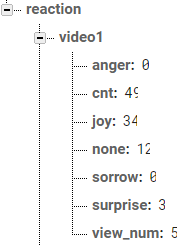 reaction
video1
anger: 0
cnt: 49
joy: 34
none: 12
sorrow: 0
surprise: 3
view_num: 5